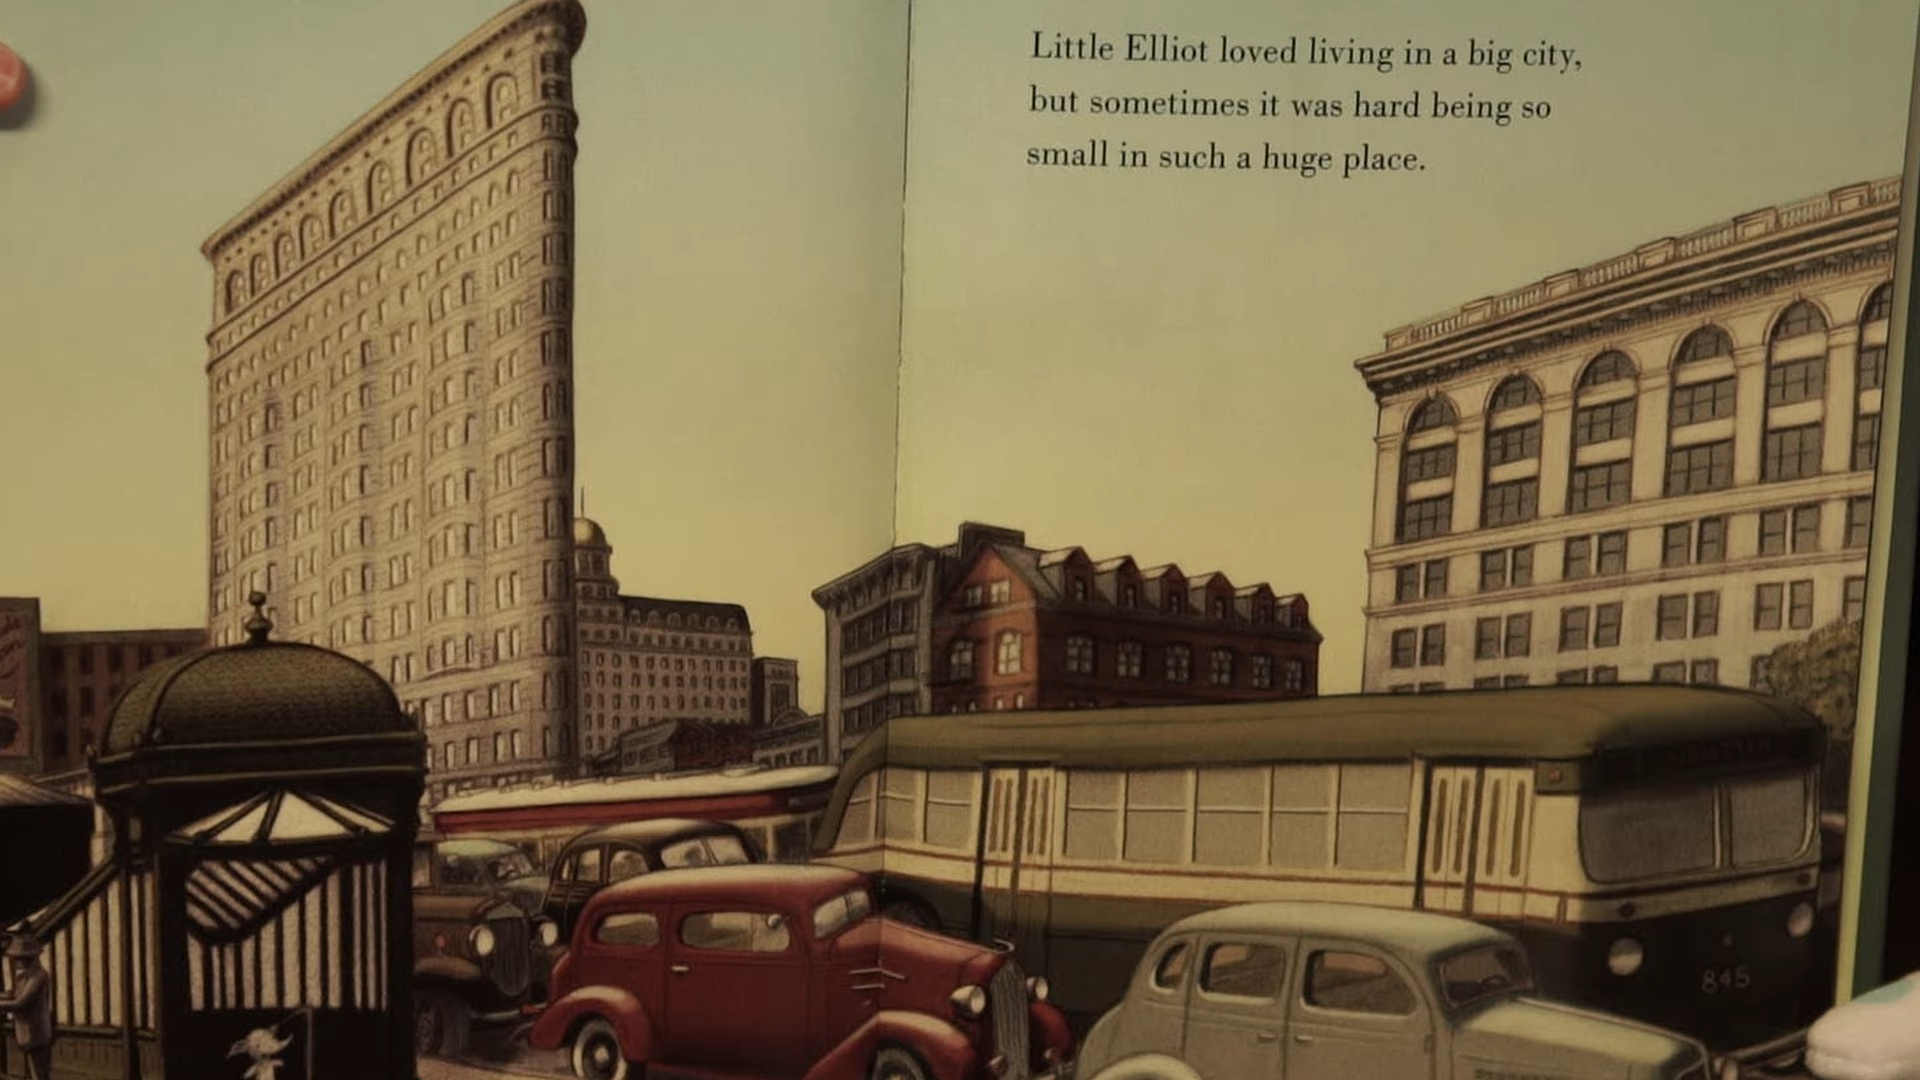 Little Elliot loved living in a big city,
but sometimes it was hard being so
small in such a huge place.
845